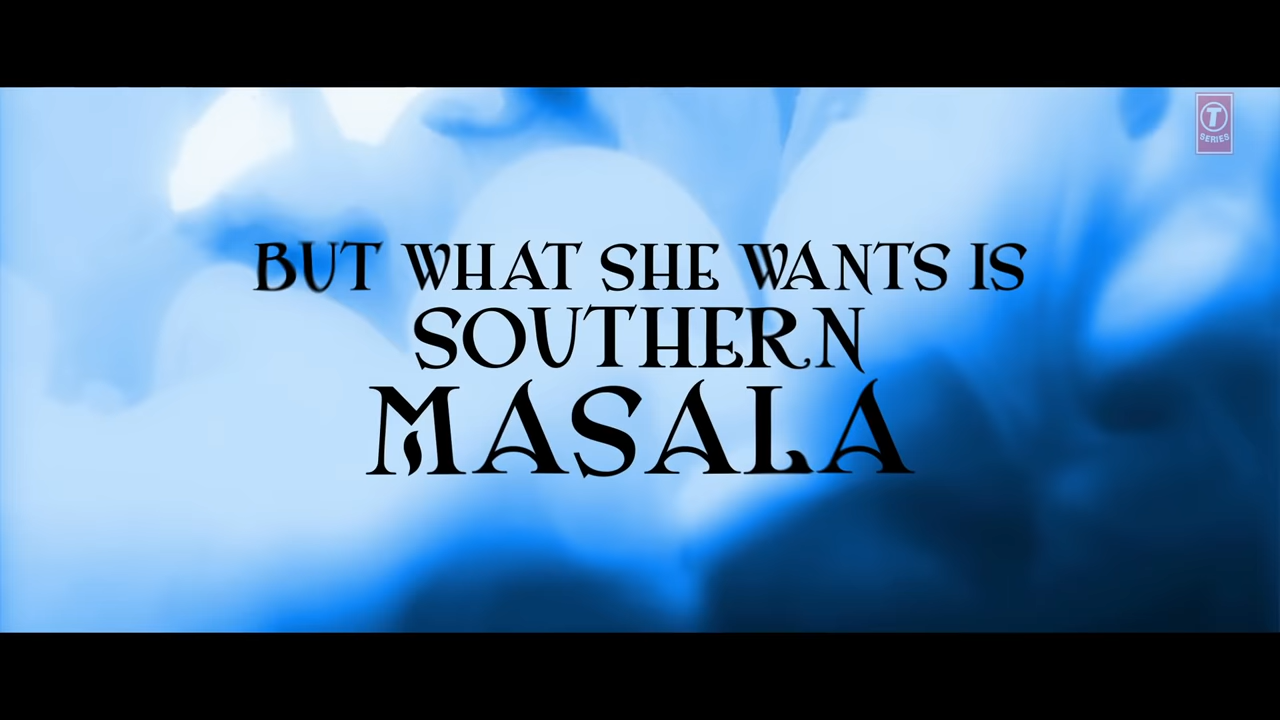 T
SERIES
BUT WHAT SHE WANTS IS
SOUTHERN
MASALA